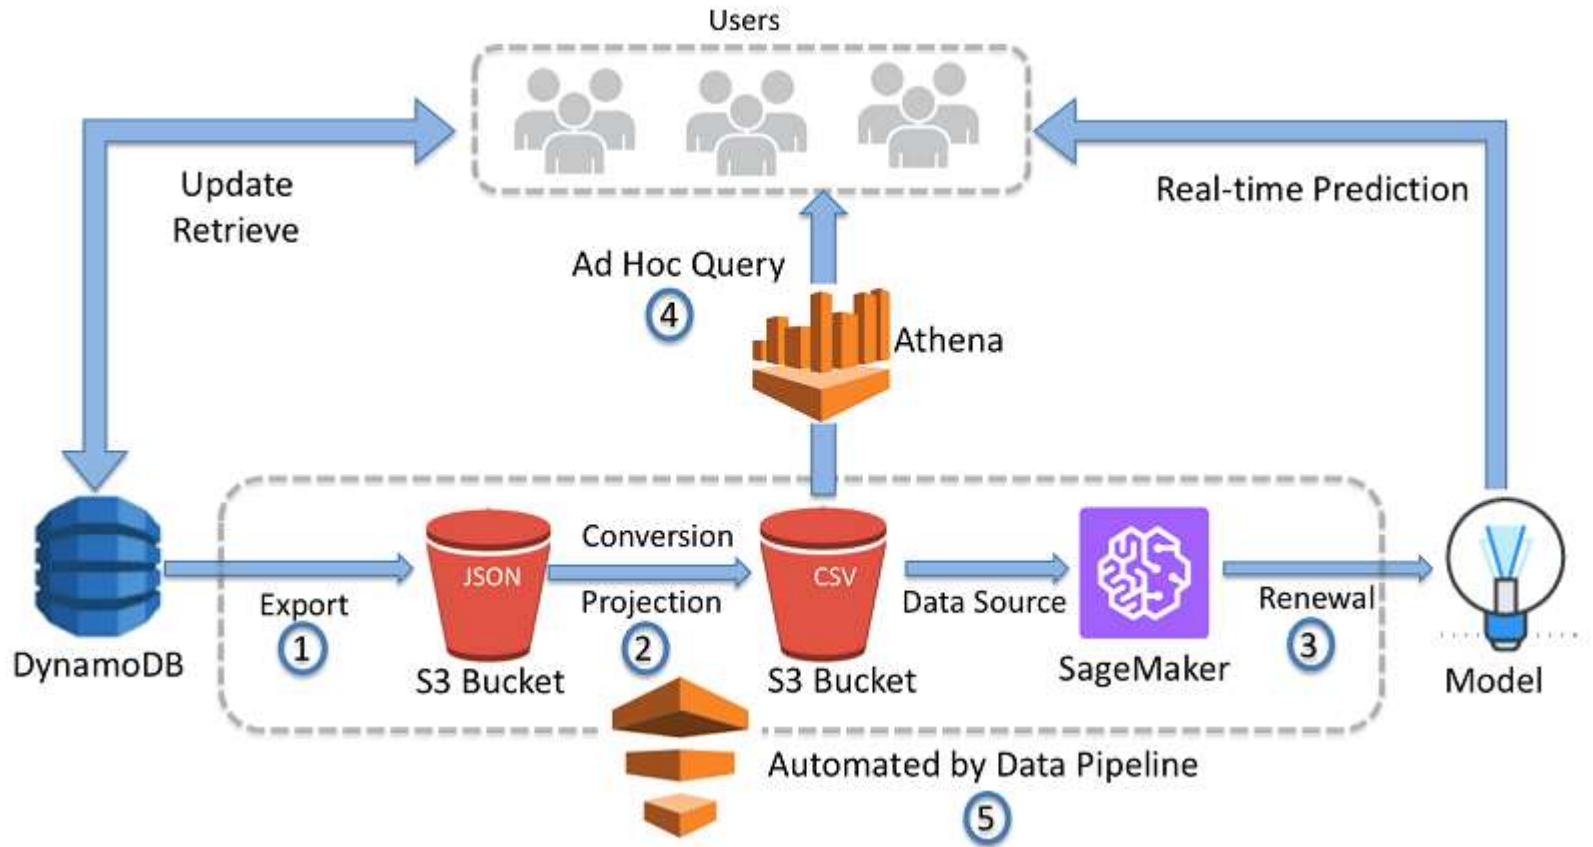 Users
Update
Retrieve
Real-time Prediction
Ad Hoc Query
4
Athena
Export
1
DynamoDB
JSON
S3 Bucket
Conversion
Projection
2
CSV
S3 Bucket
Data Source
SageMaker
Renewal
3
Model
Automated by Data Pipeline
5